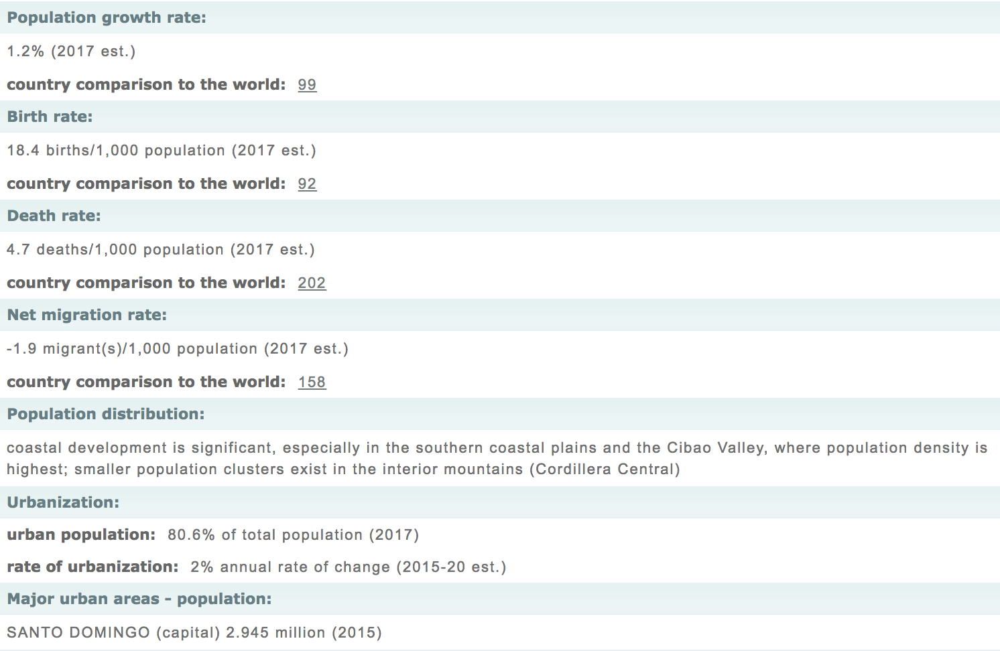 Population growth rate:
1.2% (2017 est.)
country comparison to the world: 99
Birth rate:
18.4 births/1,000 population (2017 est.)
country comparison to the world: 92
Death rate:
4.7 deaths/1,000 population (2017 est.)
country comparison to the world: 202
Net migration rate:
-1.9 migrant(s)/1,000 population (2017 est.)
country comparison to the world: 158
Population distribution:
coastal development is significant, especially in the southern coastal plains and the Cibao Valley, where population density is
highest; smaller population clusters exist in the interior mountains (Cordillera Central)
Urbanization:
urban population: 80.6% of total population (2017)
rate of urbanization: 2% annual rate of change (2015-20 est.)
Major urban areas - population:
SANTO DOMINGO (capital) 2.945 million (2015)